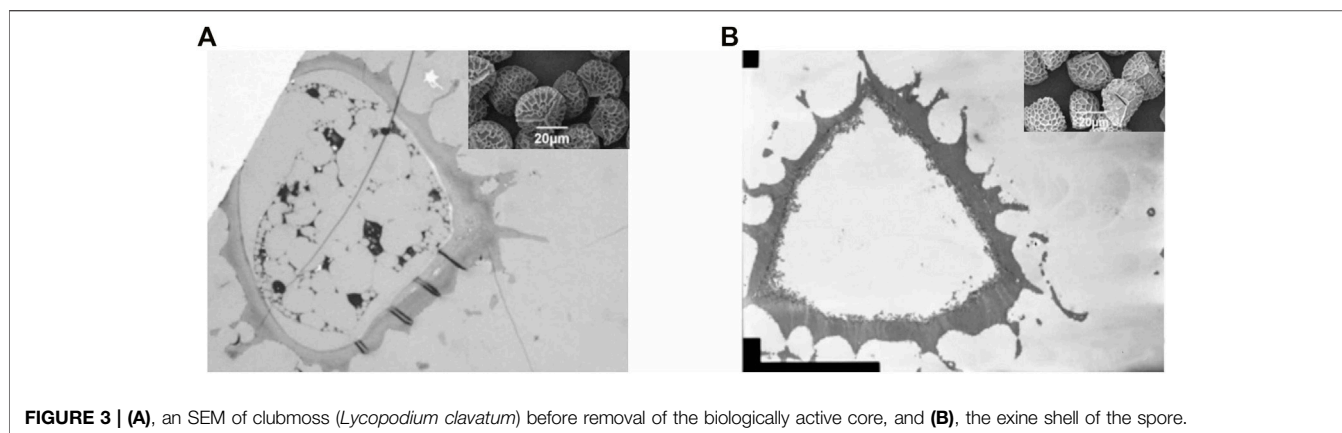 A
B
20μm
20μm
FIGURE 3 | (A), an SEM of clubmoss (Lycopodium clavatum) before removal of the biologically active core, and (B), the exine shell of the spore.